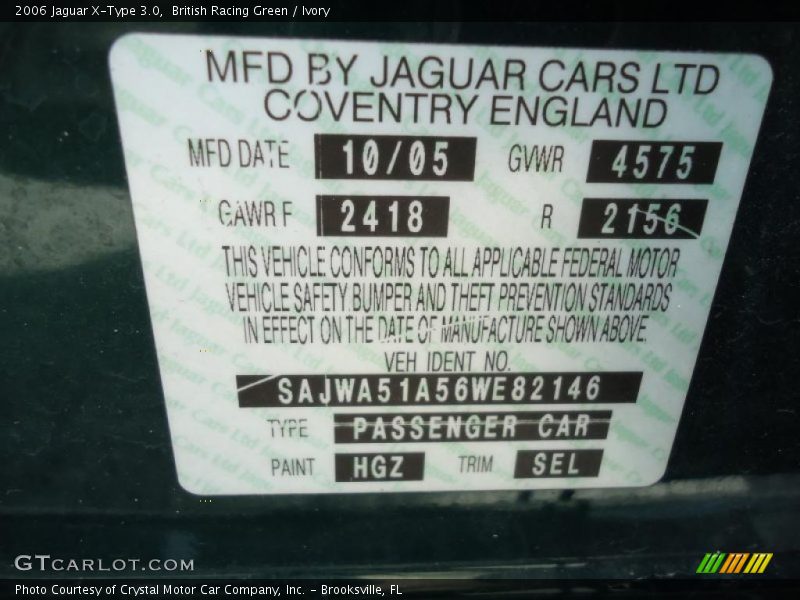 2006 Jaguar X-Type 3.0, British Racing Green / Ivory
MFD BY JAGUAR CARS LTD
COVENTRY ENGLAND
MFD DATE 10/05 GVWR 4575
GAWR F 2418 R 2156
THIS VEHICLE CONFORMS TO ALL APPLICABLE FEDERAL MOTOR
VEHICLE SAFETY BUMPER AND THEFT PREVENTION STANDARDS
IN EFFECT ON THE DATE OF MANUFACTURE SHOWN ABOVE.
VEH IDENT NO.
SAJWA51A56WE82146
TYPE PASSENGER CAR
PAINT HGZ TRIM SEL
GTCARLOT.COM
Photo Courtesy of Crystal Motor Car Company, Inc. - Brooksville, FL